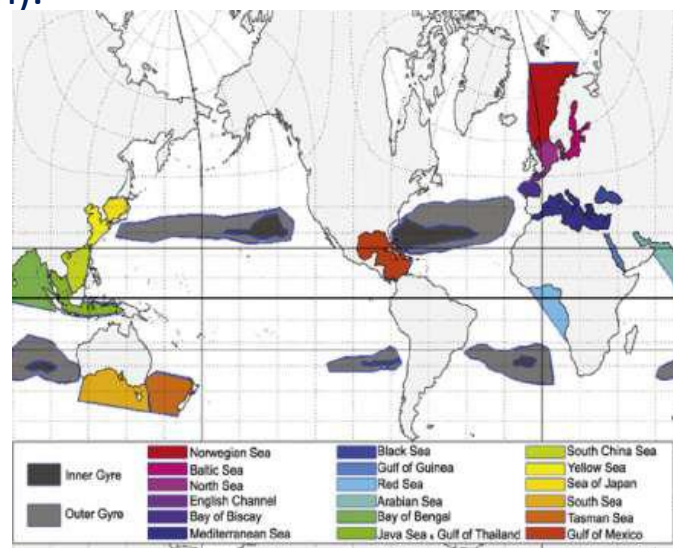 Inner Gyre
Outer Gyre
Norwegian Sea
Baltic Sea
North Sea
English Channel
Bay of Biscay
Mediterranean Sea
Black Sea
Gulf of Guinea
Red Sea
Arabian Sea
Bay of Bengal
Java Sea & Gulf of Thailand
South China Sea
Yellow Sea
Sea of Japan
South Sea
Tasman Sea
Gulf of Mexico